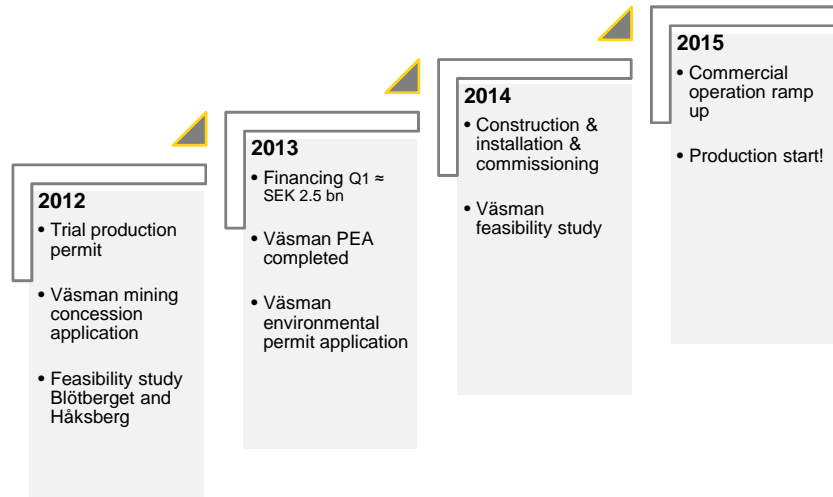 2012
• Trial production
permit
• Väsman mining
concession
application
• Feasibility study
Blötberget and
Håksberg
2013
• Financing Q1 ≈
SEK 2.5 bn
• Väsman PEA
completed
• Väsman
environmental
permit application
2014
• Construction &
installation &
commissioning
• Väsman
feasibility study
2015
• Commercial
operation ramp
up
• Production start!